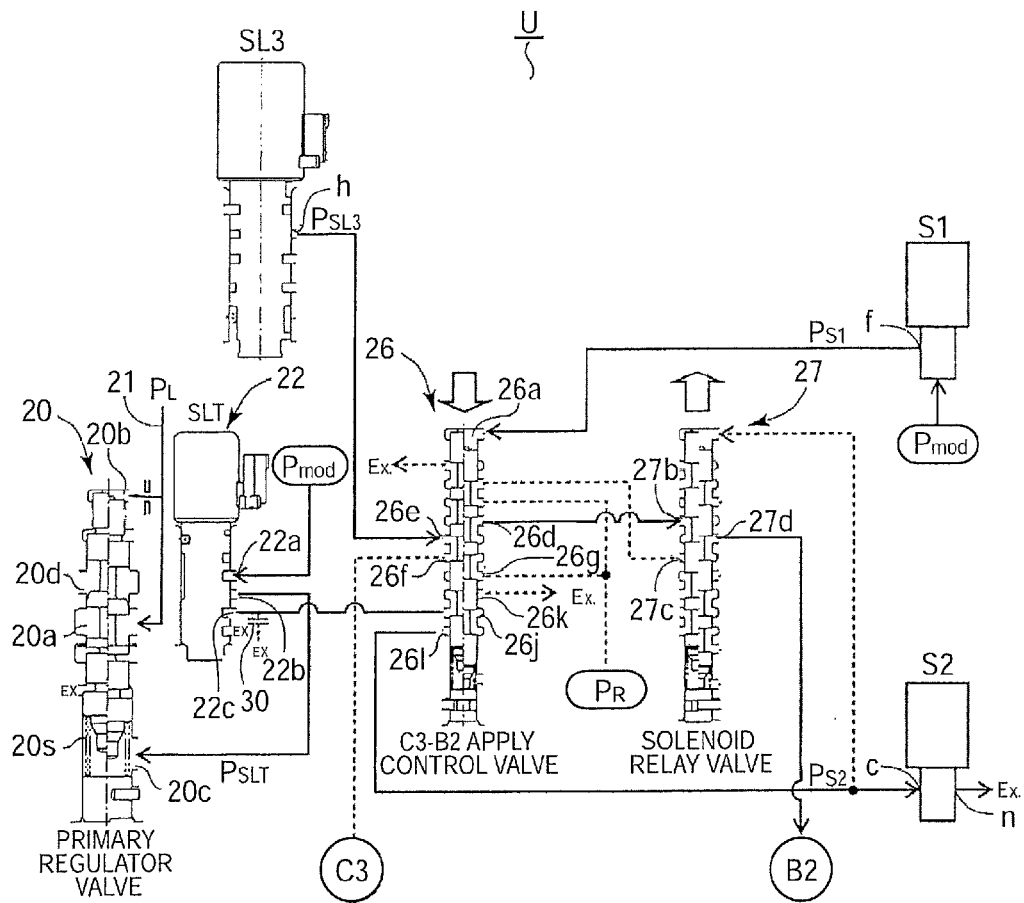 U
SL3
h
PSL3
S1
f
PS1
Pmod
26
26a
27
21
PL
22
SLT
20
20b
Pmod
Ex.
27b
u
n
26e
26d
27d
22a
26f
26g
20d
Ex.
27c
20a
EX
EX
26k
22b
26l
26j
22c
30
EX
PR
S2
20s
PSLT
20c
C3-B2 APPLY
CONTROL VALVE
SOLENOID
RELAY VALVE
PS2
c
Ex.
n
PRIMARY
REGULATOR
VALVE
C3
B2